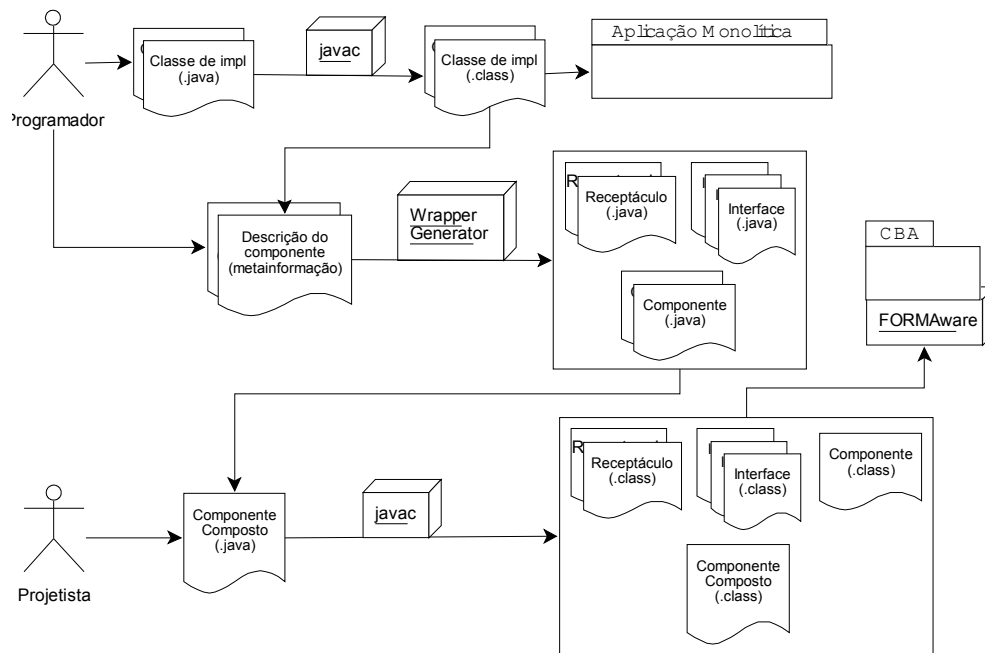 javac
Aplicação Monolítica
Classe de impl
(.java)
Classe de impl
(.class)
Programador
Receptáculo
(.java)
Interface
(.java)
Wrapper
Generator
Descrição do
componente
(metainformação)
CBA
Componente
(.java)
FORMAware
Receptáculo
(.class)
Interface
(.class)
Componente
(.class)
Componente
Composto
(.java)
javac
Projetista
Componente
Composto
(.class)